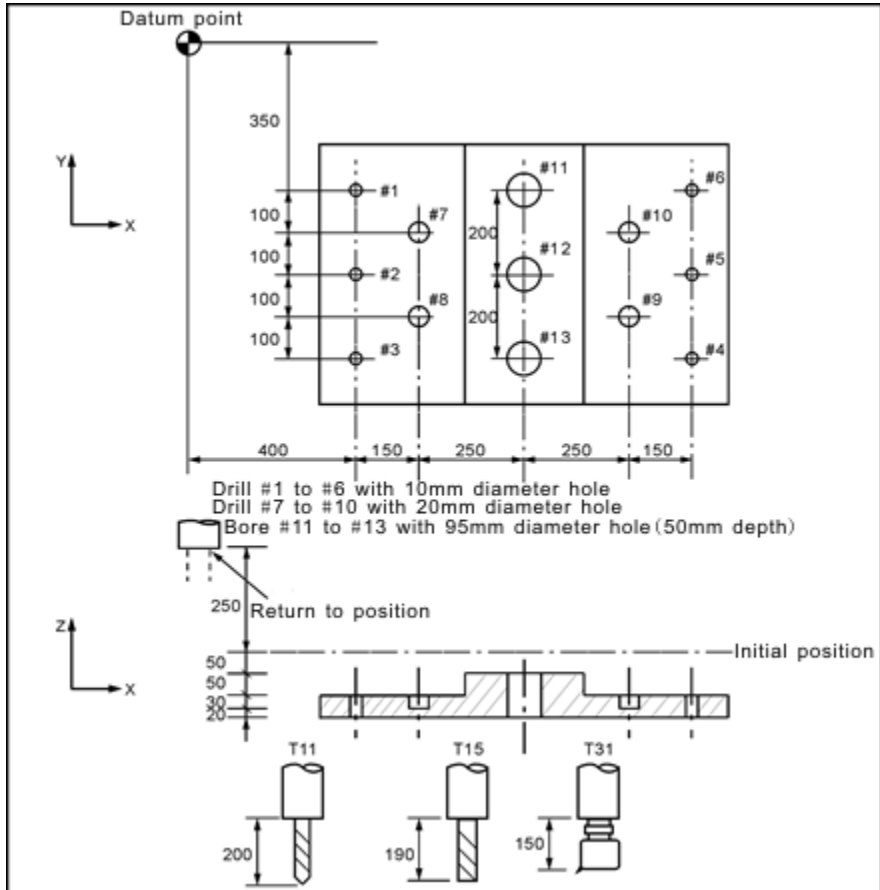 Datum point
350
Y
X
#1
#11
#6
100
#7
#10
100
200
#2
#12
#5
100
#8
#9
100
200
#3
#13
#4
400
150
250
250
150
Drill #1 to #6 with 10mm diameter hole
Drill #7 to #10 with 20mm diameter hole
Bore #11 to #13 with 95mm diameter hole(50mm depth)
250
Return to position
Z
X
Initial position
50
50
30
20
T11
T15
T31
200
190
150